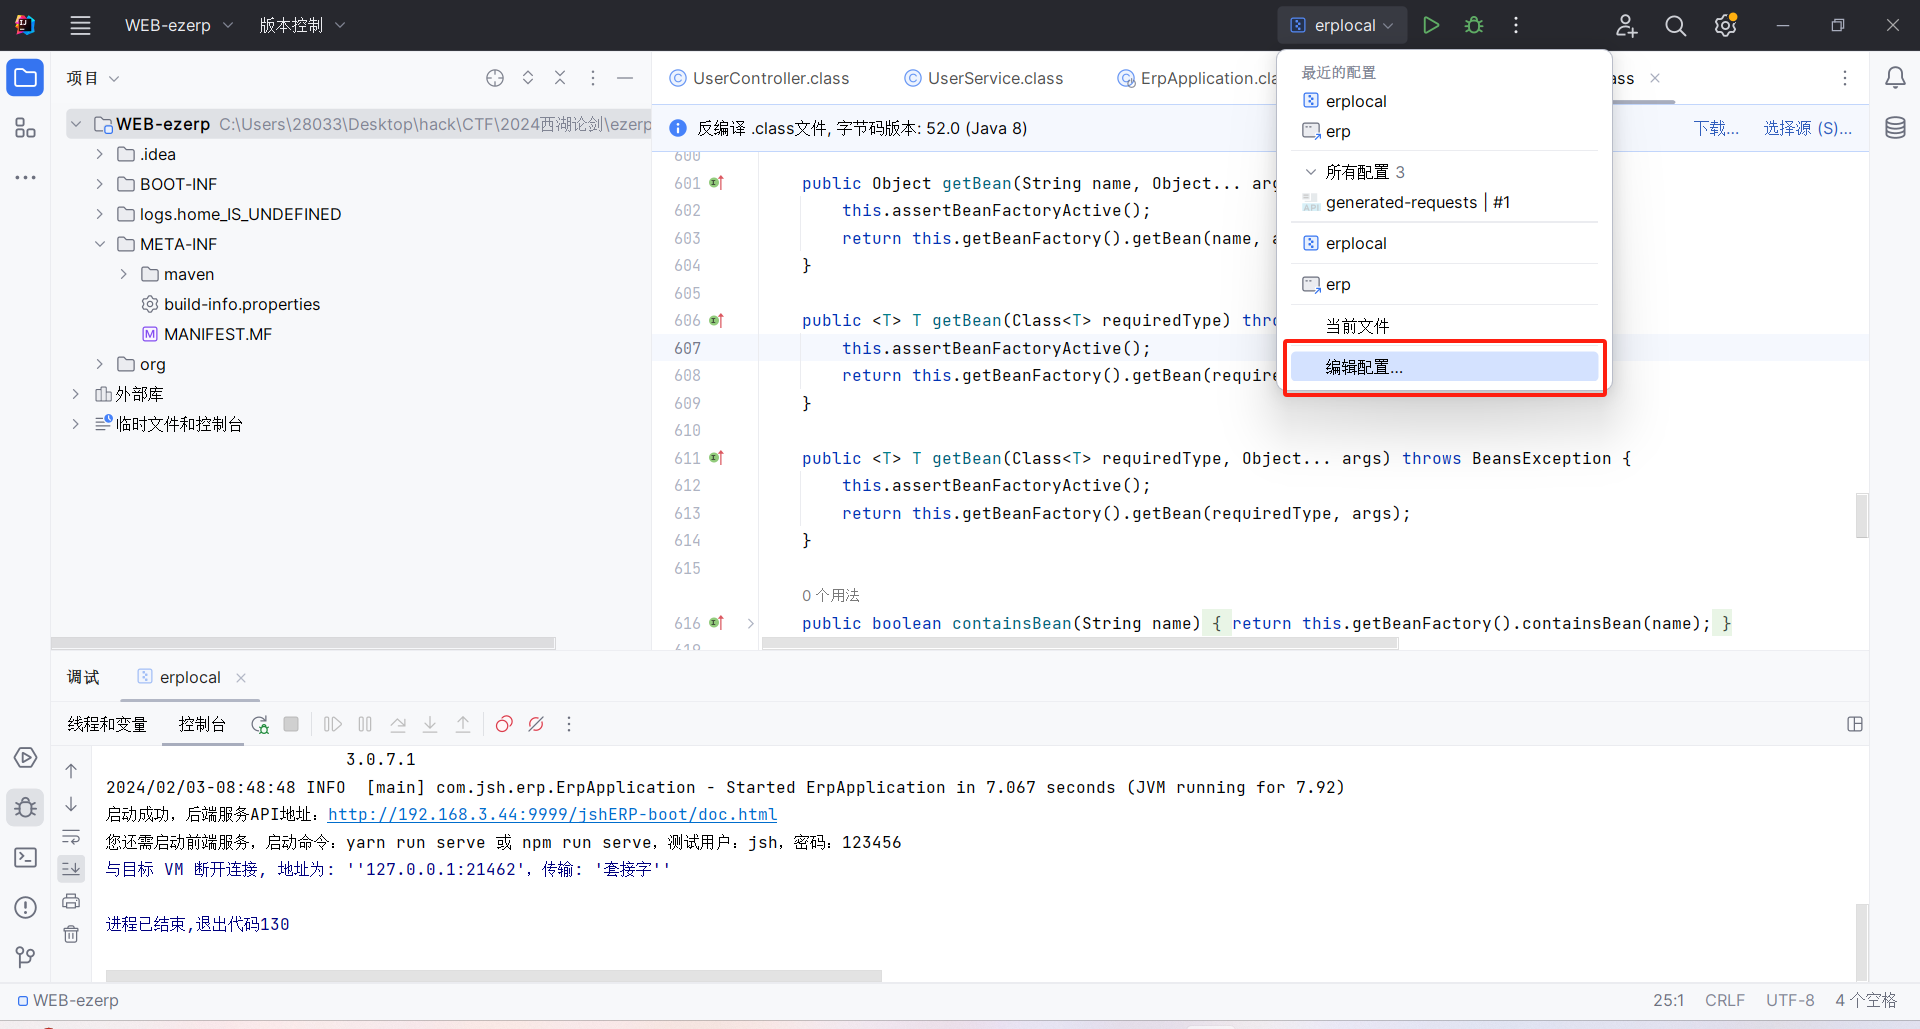 WEB-ezerp 版本控制 erplocal
项目
UserController.class UserService.class ErpApplication.cla ass
WEB-ezerp C:\Users\28033\Desktop\hack\CTF\2024西湖论剑\ezerp
.idea
BOOT-INF
logs.home_IS_UNDEFINED
META-INF
maven
build-info.properties
MANIFEST.MF
org
外部库
临时文件和控制台
反编译 .class文件, 字节码版本: 52.0 (Java 8) 下载... 选择源 (S)...
600
601 public Object getBean(String name, Object... arg
602 this.assertBeanFactoryActive();
603 return this.getBeanFactory().getBean(name, a
604 }
605
606 public <T> T getBean(Class<T> requiredType) thro
607 this.assertBeanFactoryActive();
608 return this.getBeanFactory().getBean(require
609 }
610
611 public <T> T getBean(Class<T> requiredType, Object... args) throws BeansException {
612 this.assertBeanFactoryActive();
613 return this.getBeanFactory().getBean(requiredType, args);
614 }
615
0 个用法
616 public boolean containsBean(String name) { return this.getBeanFactory().containsBean(name); }
619
最近的配置
erplocal
erp
所有配置 3
generated-requests | #1
erplocal
erp
当前文件
编辑配置...
调试 erplocal
线程和变量 控制台
3.0.7.1
2024/02/03-08:48:48 INFO [main] com.jsh.erp.ErpApplication - Started ErpApplication in 7.067 seconds (JVM running for 7.92)
启动成功，后端服务API地址：http://192.168.3.44:9999/jshERP-boot/doc.html
您还需启动前端服务，启动命令：yarn run serve 或 npm run serve，测试用户：jsh，密码：123456
与目标 VM 断开连接, 地址为: ''127.0.0.1:21462'，传输: '套接字''
进程已结束,退出代码130
WEB-ezerp 25:1 CRLF UTF-8 4 个空格